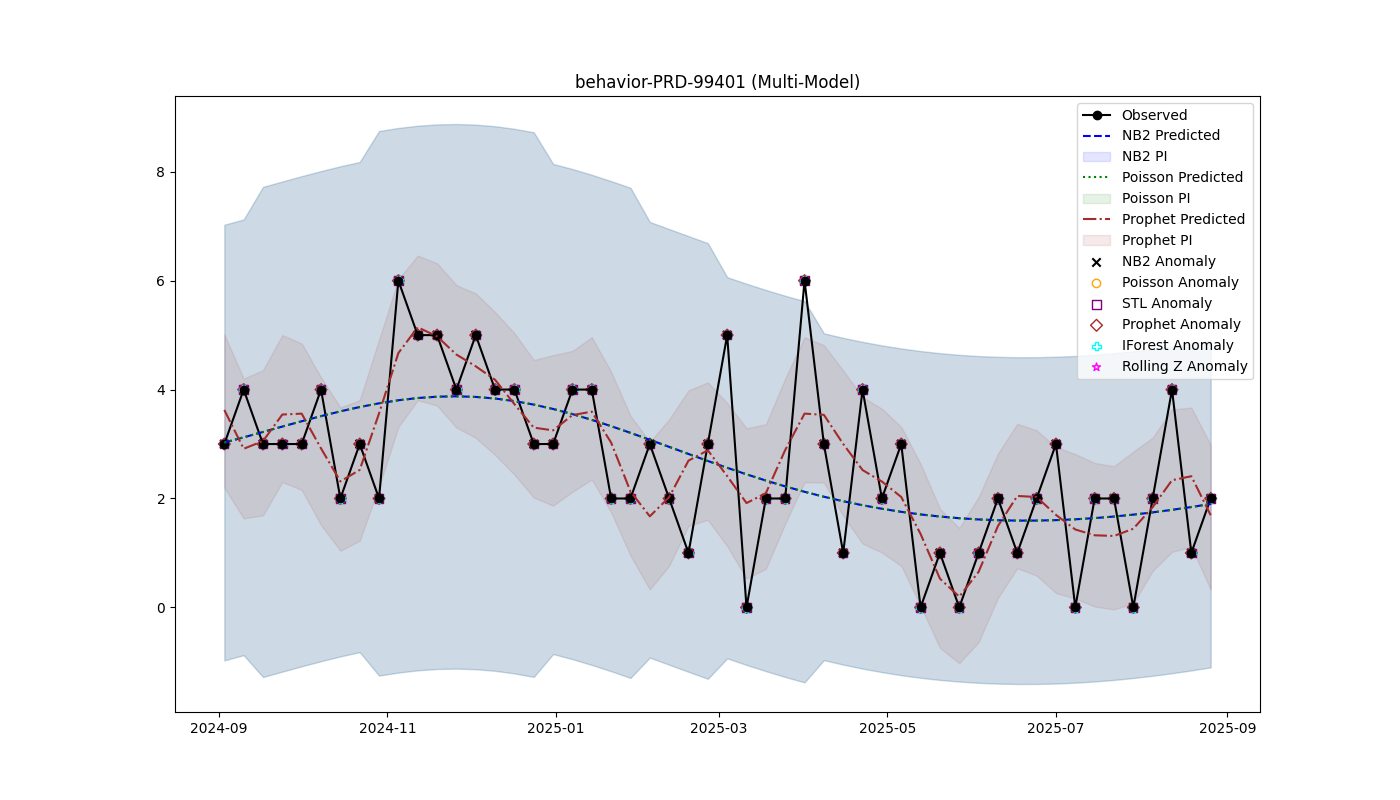 behavior-PRD-99401 (Multi-Model)
Observed
NB2 Predicted
NB2 PI
Poisson Predicted
Poisson PI
Prophet Predicted
Prophet PI
NB2 Anomaly
Poisson Anomaly
STL Anomaly
Prophet Anomaly
IForest Anomaly
Rolling Z Anomaly
8
6
4
2
0
2024-09 2024-11 2025-01 2025-03 2025-05 2025-07 2025-09